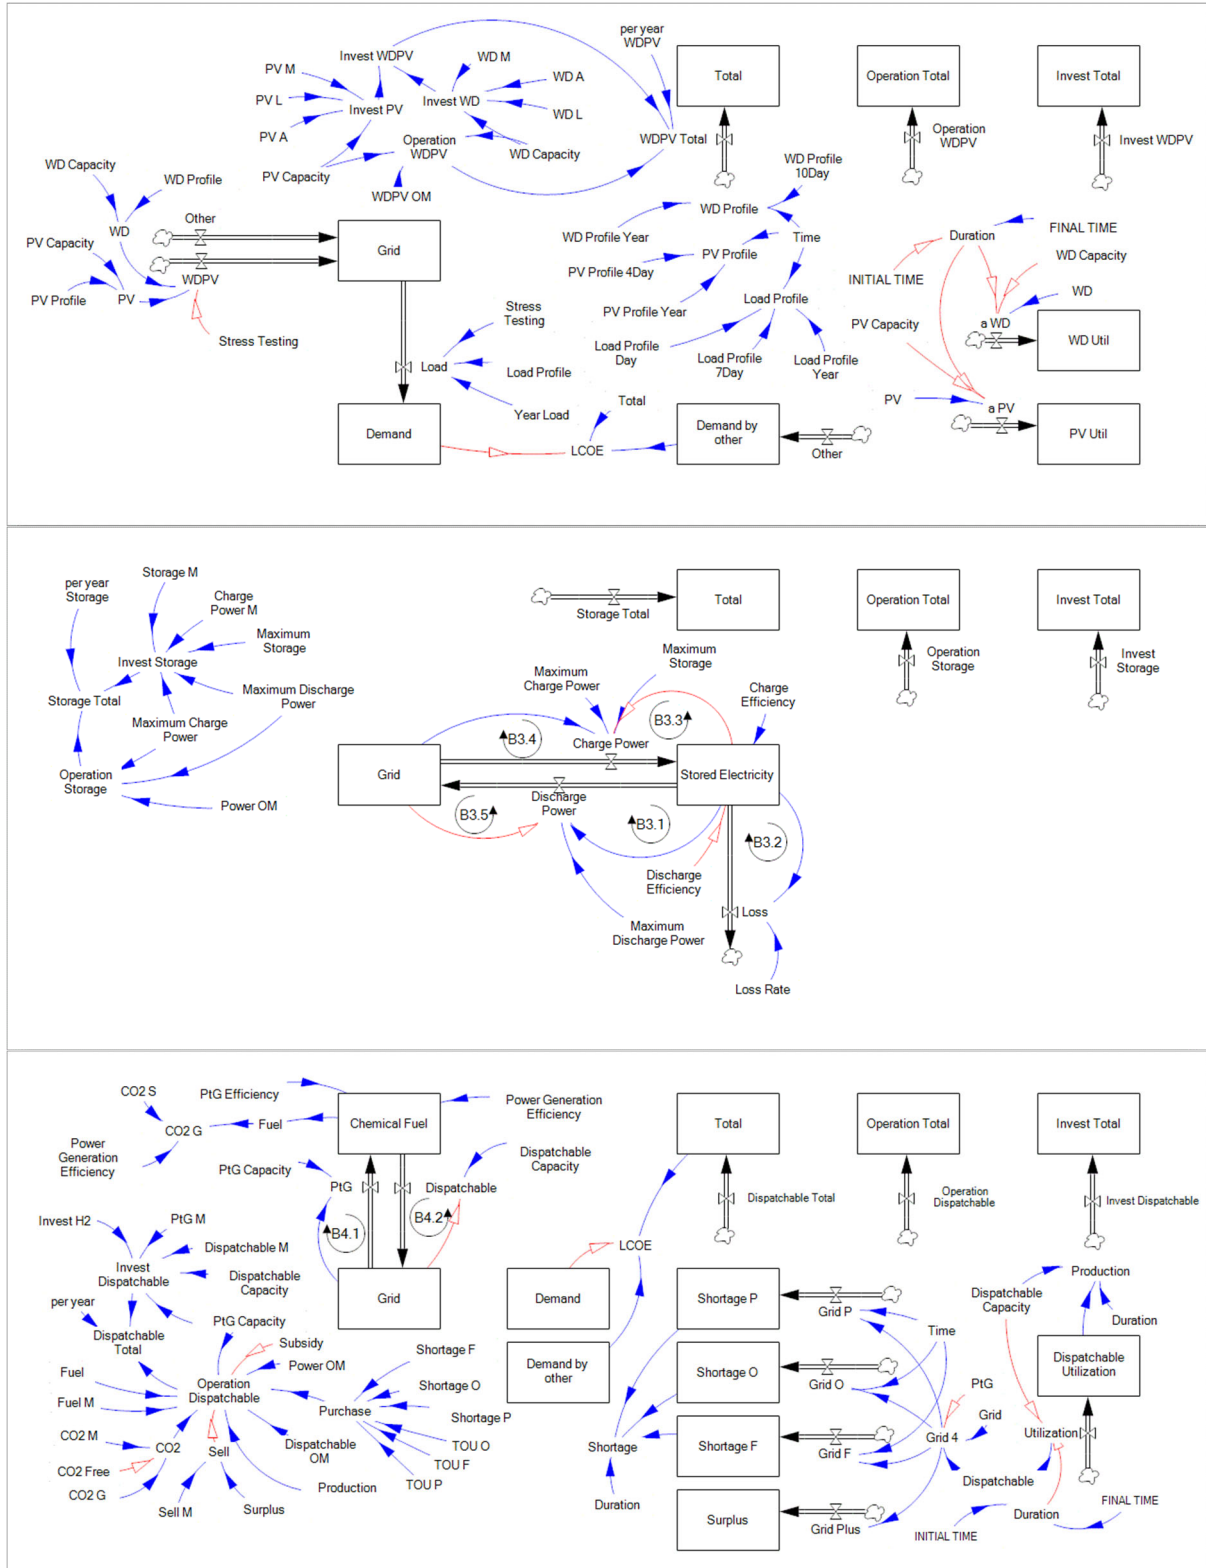 per year
WDPV
Invest WDPV
WD M
PV M
WD A
PV L
Invest PV
Invest WD
WD L
PV A
Operation
WDPV
WD Capacity
PV Capacity
WDPV OM
WDPV Total
Total
Operation Total
Invest Total
Operation
WDPV
Invest WDPV
WD Capacity
WD Profile
WD
Other
PV Capacity
WDPV
PV Profile
PV
Stress Testing
Grid
WD Profile
10Day
WD Profile
WD Profile Year
Time
PV Profile
PV Profile 4Day
PV Profile Year
Load Profile
Load Profile
Day
Load Profile
7Day
Load Profile
Year
Duration
FINAL TIME
WD
Capacity
INITIAL TIME
WD
PV Capacity
a WD
WD Util
PV
a PV
PV Util
Stress
Testing
Load
Load Profile
Year Load
Total
Demand
LCOE
Demand by
other
Other
Storage M
per year
Storage
Charge
Power M
Maximum
Storage
Invest Storage
Maximum Discharge
Power
Storage Total
Maximum Charge
Power
Operation
Storage
Power OM
Storage Total
Total
Operation Total
Invest Total
Operation
Storage
Invest
Storage
Maximum
Storage
Maximum
Charge Power
Charge
Efficiency
B3.3
B3.4
Charge Power
Grid
Stored Electricity
Discharge
Power
B3.5
B3.1
B3.2
Discharge
Efficiency
Loss
Maximum
Discharge Power
Loss Rate
CO2 S
PtG Efficiency
Power Generation
Efficiency
Chemical Fuel
CO2 G
Fuel
Power
Generation
Efficiency
PtG Capacity
Dispatchable
Capacity
PtG
Dispatchable
B4.1
B4.2
Grid
Invest H2
PtG M
Dispatchable M
Invest
Dispatchable
Dispatchable
Capacity
per year
PtG Capacity
Dispatchable
Total
Subsidy
Power OM
Fuel
Operation
Dispatchable
Fuel M
CO2 M
CO2
Sell
CO2 Free
CO2 G
Sell M
Surplus
Production
Dispatchable
OM
Purchase
Shortage F
Shortage O
Shortage P
TOU O
TOU F
TOU P
Total
Operation Total
Invest Total
Dispatchable Total
Operation
Dispatchable
Invest Dispatchable
LCOE
Demand
Demand by
other
Shortage P
Grid P
Shortage O
Grid O
Shortage F
Grid F
Surplus
Grid Plus
Shortage
Duration
Time
PtG
Grid
Grid 4
Dispatchable
Dispatchable
Capacity
Production
Duration
Dispatchable
Utilization
Utilization
INITIAL TIME
Duration
FINAL TIME